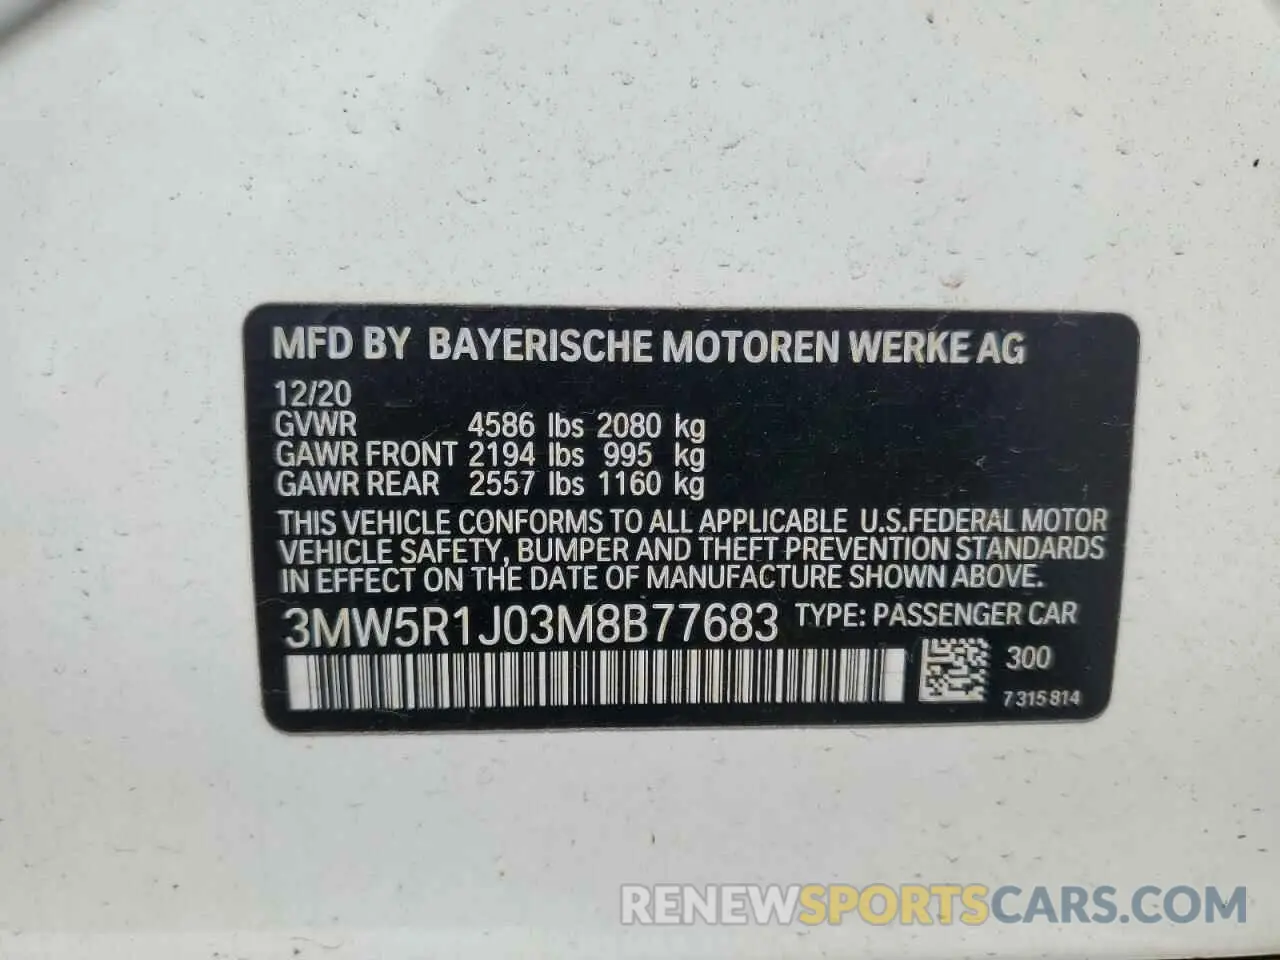 MFD BY BAYERISCHE MOTOREN WERKE AG
12/20
GVWR 4586 lbs 2080 kg
GAWR FRONT 2194 lbs 995 kg
GAWR REAR 2557 lbs 1160 kg
THIS VEHICLE CONFORMS TO ALL APPLICABLE U.S.FEDERAL MOTOR
VEHICLE SAFETY, BUMPER AND THEFT PREVENTION STANDARDS
IN EFFECT ON THE DATE OF MANUFACTURE SHOWN ABOVE.
3MW5R1J03M8B77683 TYPE: PASSENGER CAR
300
7 315 814
RENEWSPORTSCARS.COM